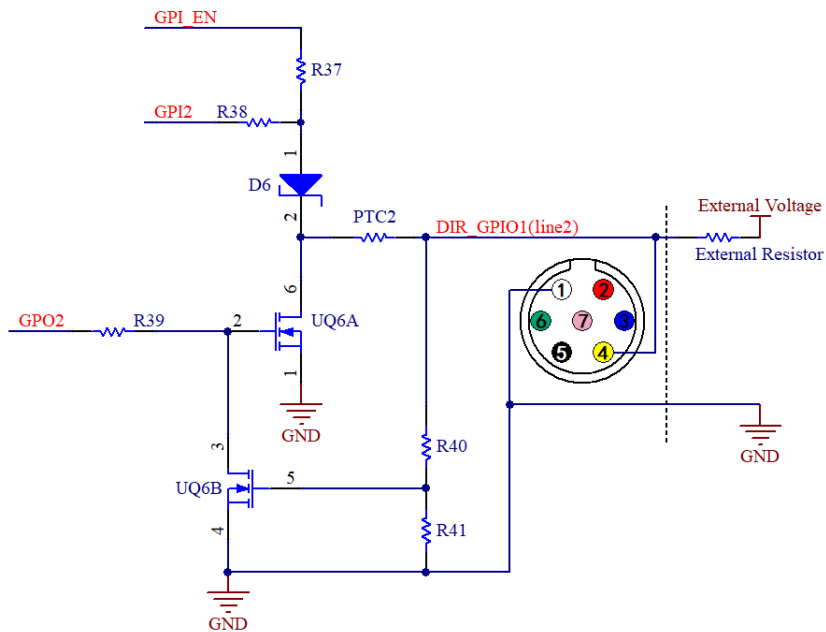 GPI_EN
R37
GPI2
R38
1
D6
2
PTC2
DIR_GPIO1(line2)
External Voltage
External Resistor
6
1
2
GPO2
R39
2
UQ6A
6
7
3
1
5
4
GND
3
R40
GND
UQ6B
5
4
R41
GND